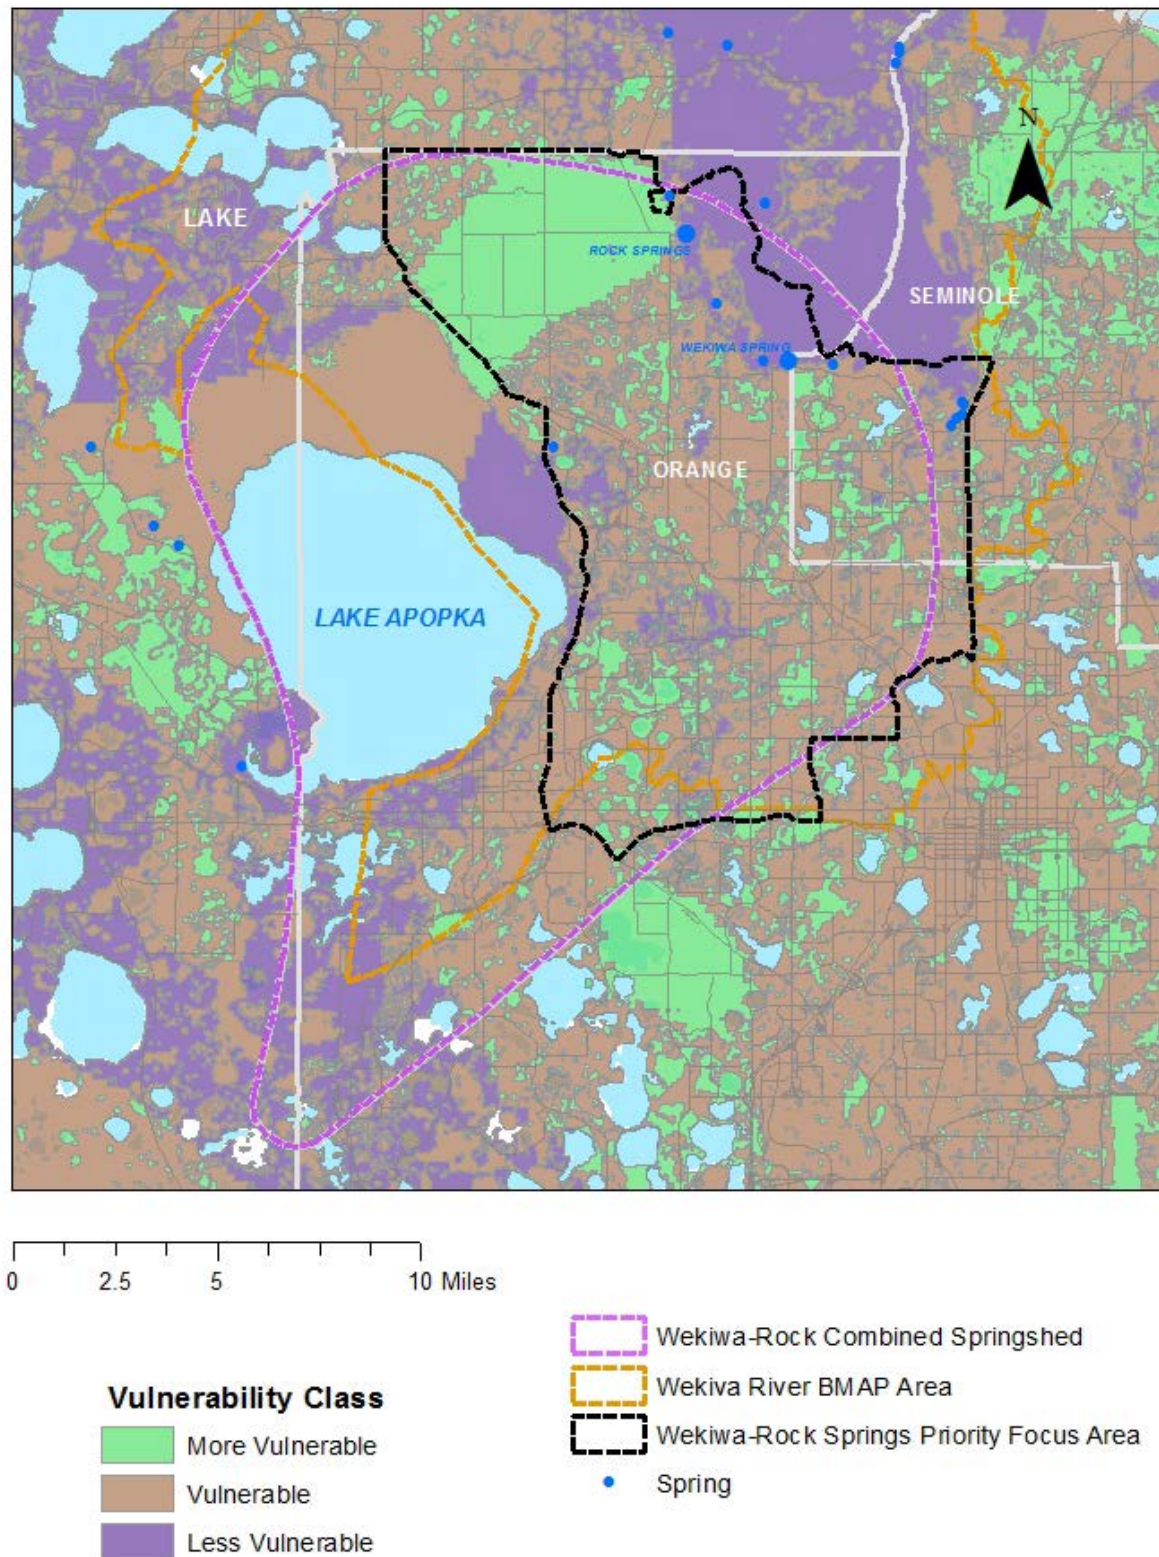 N
LAKE
ROCK SPRINGS
SEMINOLE
WEKIWA SPRING
ORANGE
LAKE APOPKA
0 2.5 5 10 Miles
Wekiwa-Rock Combined Springshed
Wekiva River BMAP Area
Wekiwa-Rock Springs Priority Focus Area
Spring
Vulnerability Class
More Vulnerable
Vulnerable
Less Vulnerable